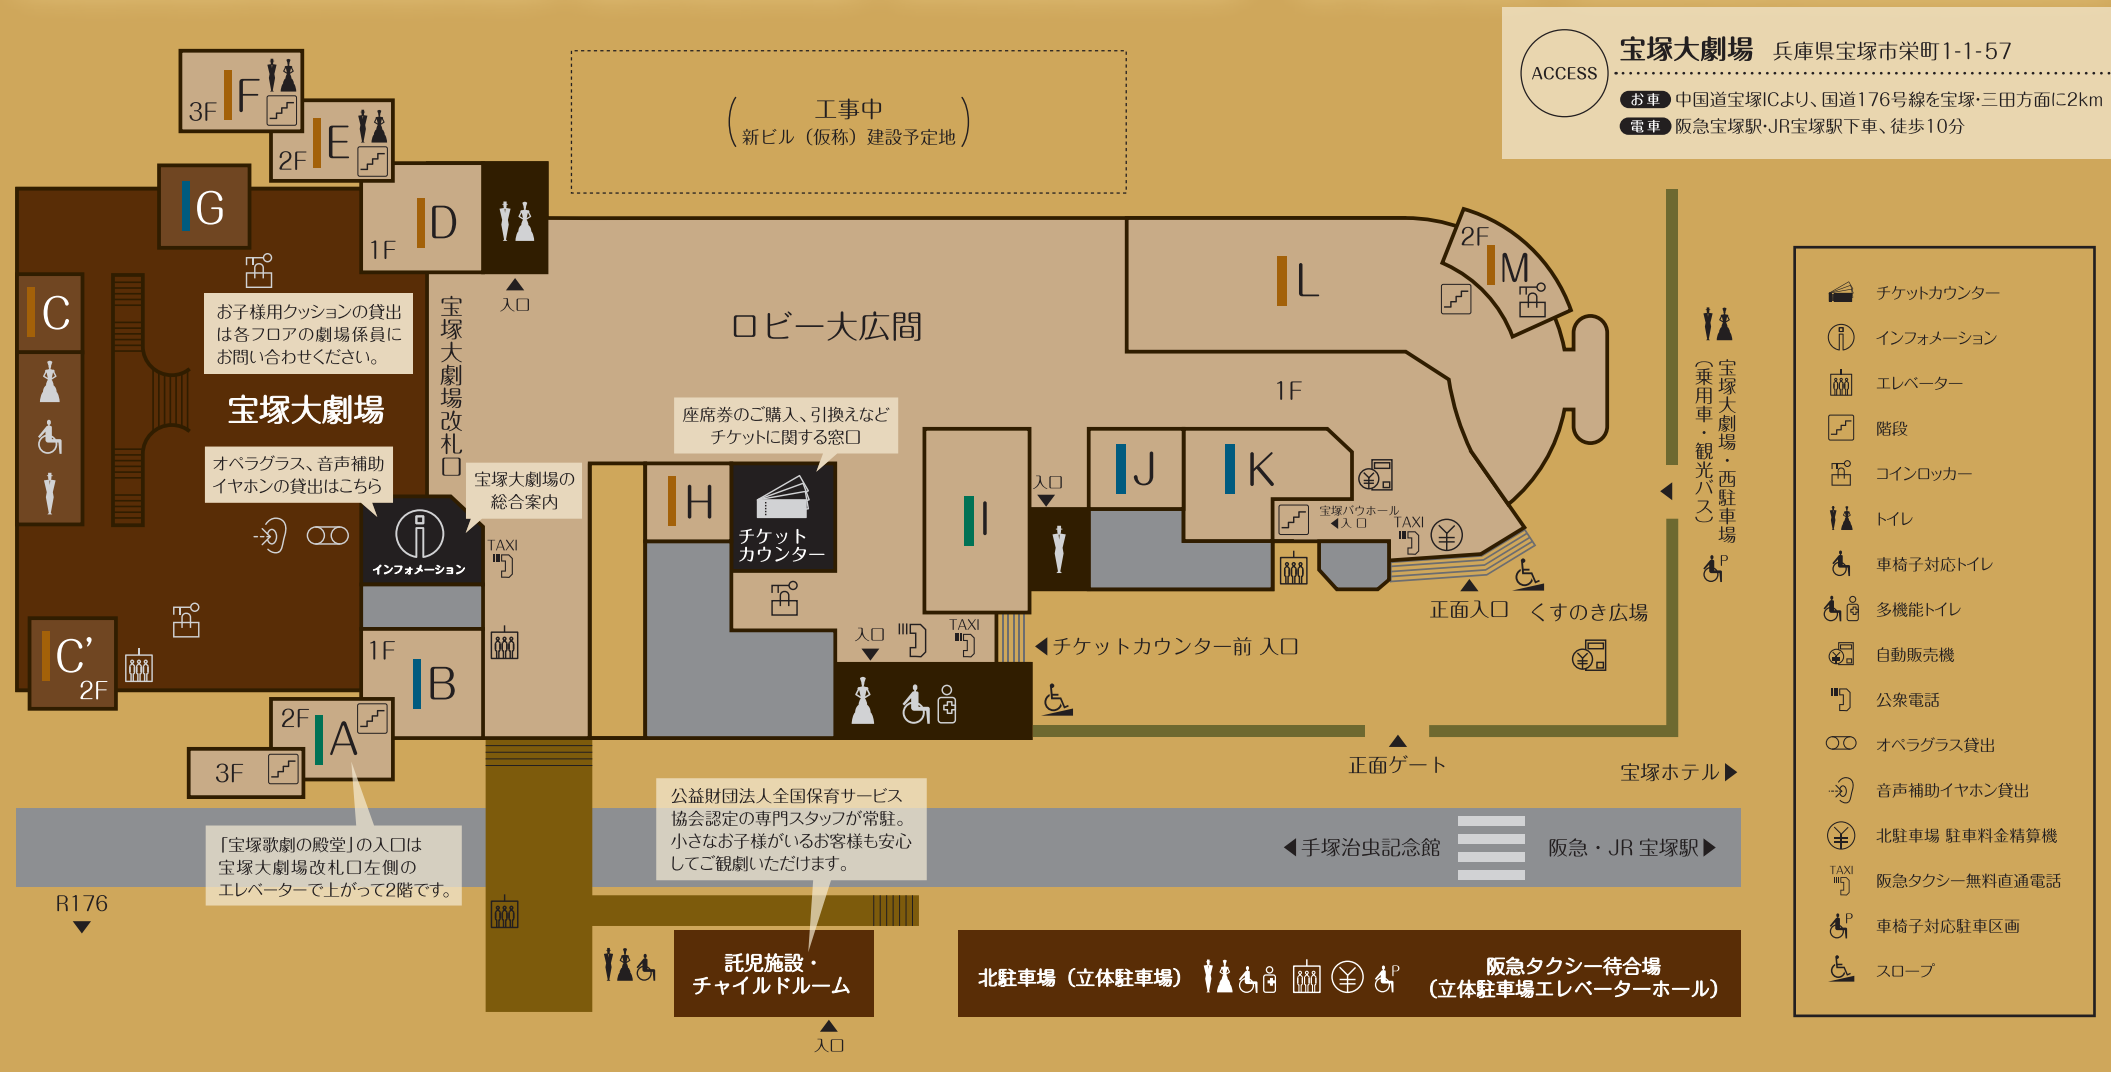 ACCESS
宝塚大劇場 兵庫県宝塚市栄町1-1-57
お車 中国道宝塚ICより、国道176号線を宝塚・三田方面に2km
電車 阪急宝塚駅・JR宝塚駅下車、徒歩10分
工事中
(新ビル(仮称)建設予定地)
3F F
2F E
1F D
G
C
C'
2F
入口
お子様用クッションの貸出
は各フロアの劇場係員に
お問い合わせください。
宝塚大劇場
オペラグラス、音声補助
イヤホンの貸出はこちら
宝塚大劇場改札口
宝塚大劇場の
総合案内
インフォメーション
TAXI
1F B
2F A
3F
ロビー大広間
座席券のご購入、引換えなど
チケットに関する窓口
H
チケット
カウンター
I
入口
TAXI
入口
J
K
L
2F M
1F
宝塚バウホール
入口
TAXI
正面入口
くすのき広場
チケットカウンター前 入口
正面ゲート
宝塚ホテル
宝塚大劇場・西駐車場
(乗用車・観光バス)
P
「宝塚歌劇の殿堂」の入口は
宝塚大劇場改札口左側の
エレベーターで上がって2階です。
公益財団法人全国保育サービス
協会認定の専門スタッフが常駐。
小さなお子様がいるお客様も安心
してご観劇いただけます。
手塚治虫記念館
阪急・JR 宝塚駅
R176
託児施設・
チャイルドルーム
入口
北駐車場(立体駐車場)
P
阪急タクシー待合場
(立体駐車場エレベーターホール)
チケットカウンター
インフォメーション
エレベーター
階段
コインロッカー
トイレ
車椅子対応トイレ
多機能トイレ
自動販売機
公衆電話
オペラグラス貸出
音声補助イヤホン貸出
北駐車場 駐車料金精算機
TAXI 阪急タクシー無料直通電話
P 車椅子対応駐車区画
スロープ